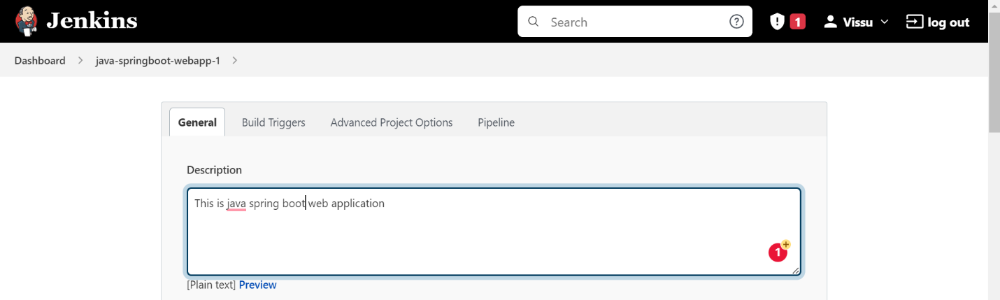 Jenkins
Search
1
Vissu
log out
Dashboard
java-springboot-webapp-1
General
Build Triggers
Advanced Project Options
Pipeline
Description
This is java spring boot web application
1
[Plain text] Preview